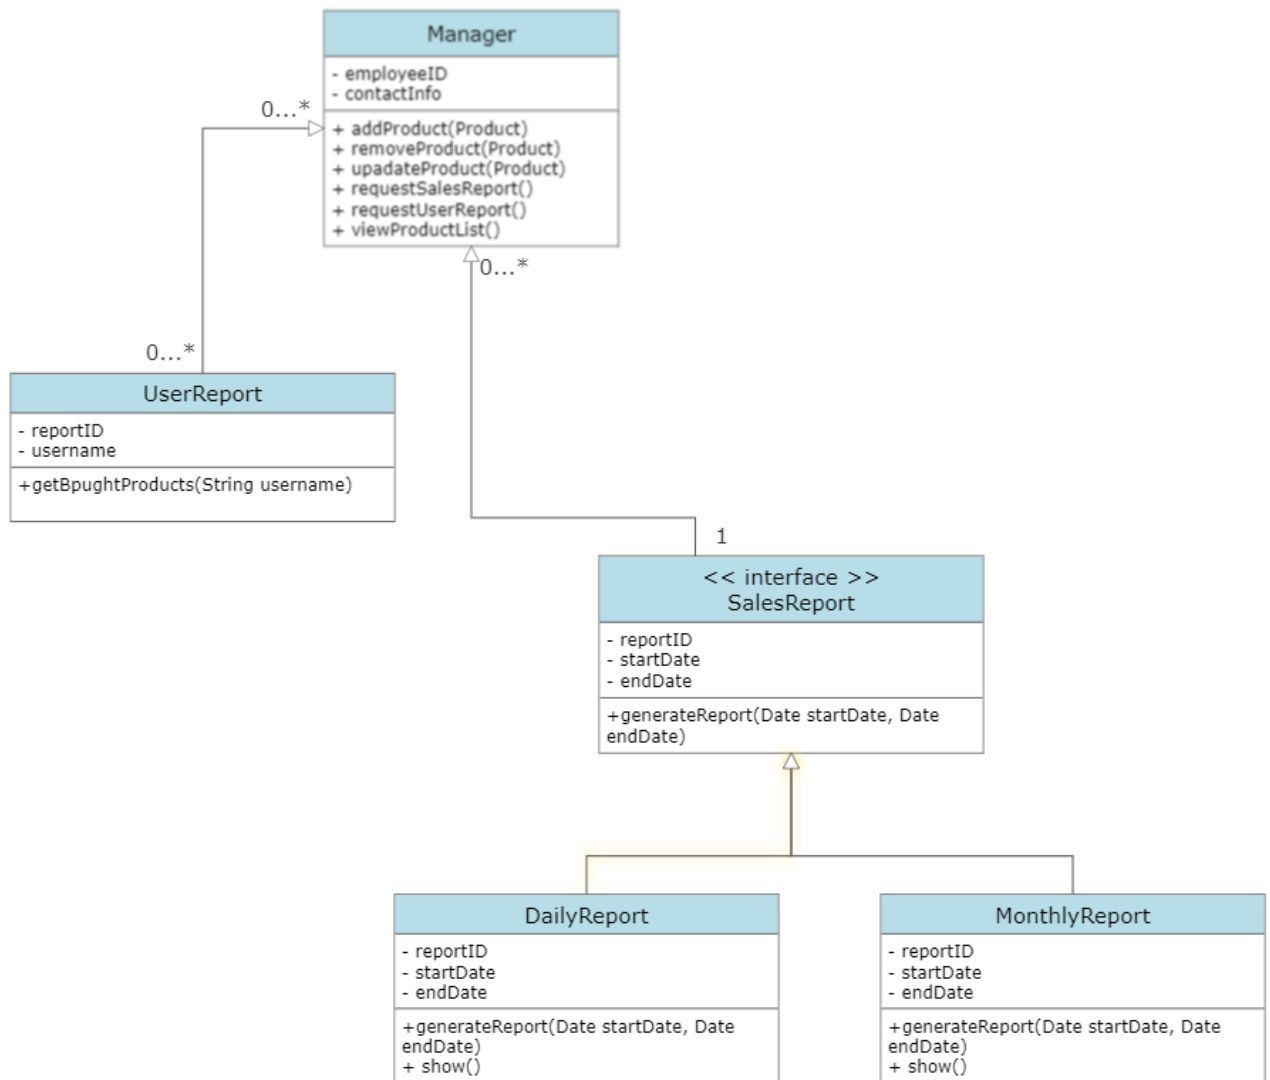 Manager
- employeeID
- contactInfo
0...*
+ addProduct(Product)
+ removeProduct(Product)
+ upadateProduct(Product)
+ requestSalesReport()
+ requestUserReport()
+ viewProductList()
0...*
0...*
UserReport
- reportID
- username
+getBpughtProducts(String username)
1
<< interface >>
SalesReport
- reportID
- startDate
- endDate
+generateReport(Date startDate, Date
endDate)
DailyReport
- reportID
- startDate
- endDate
+generateReport(Date startDate, Date
endDate)
+ show()
MonthlyReport
- reportID
- startDate
- endDate
+generateReport(Date startDate, Date
endDate)
+ show()